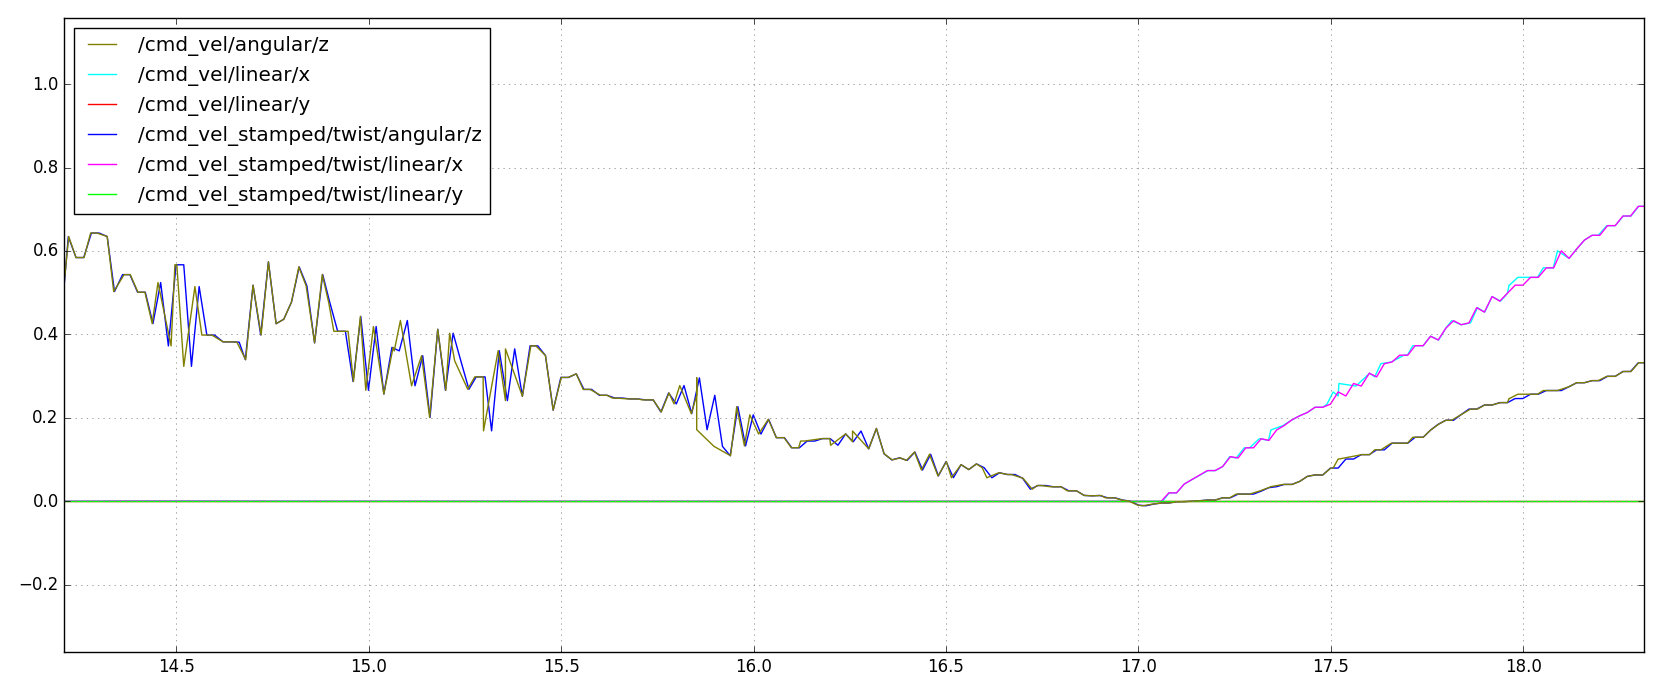 /cmd_vel/angular/z
/cmd_vel/linear/x
/cmd_vel/linear/y
/cmd_vel_stamped/twist/angular/z
/cmd_vel_stamped/twist/linear/x
/cmd_vel_stamped/twist/linear/y
1.0
0.8
0.6
0.4
0.2
0.0
−0.2
14.5 15.0 15.5 16.0 16.5 17.0 17.5 18.0